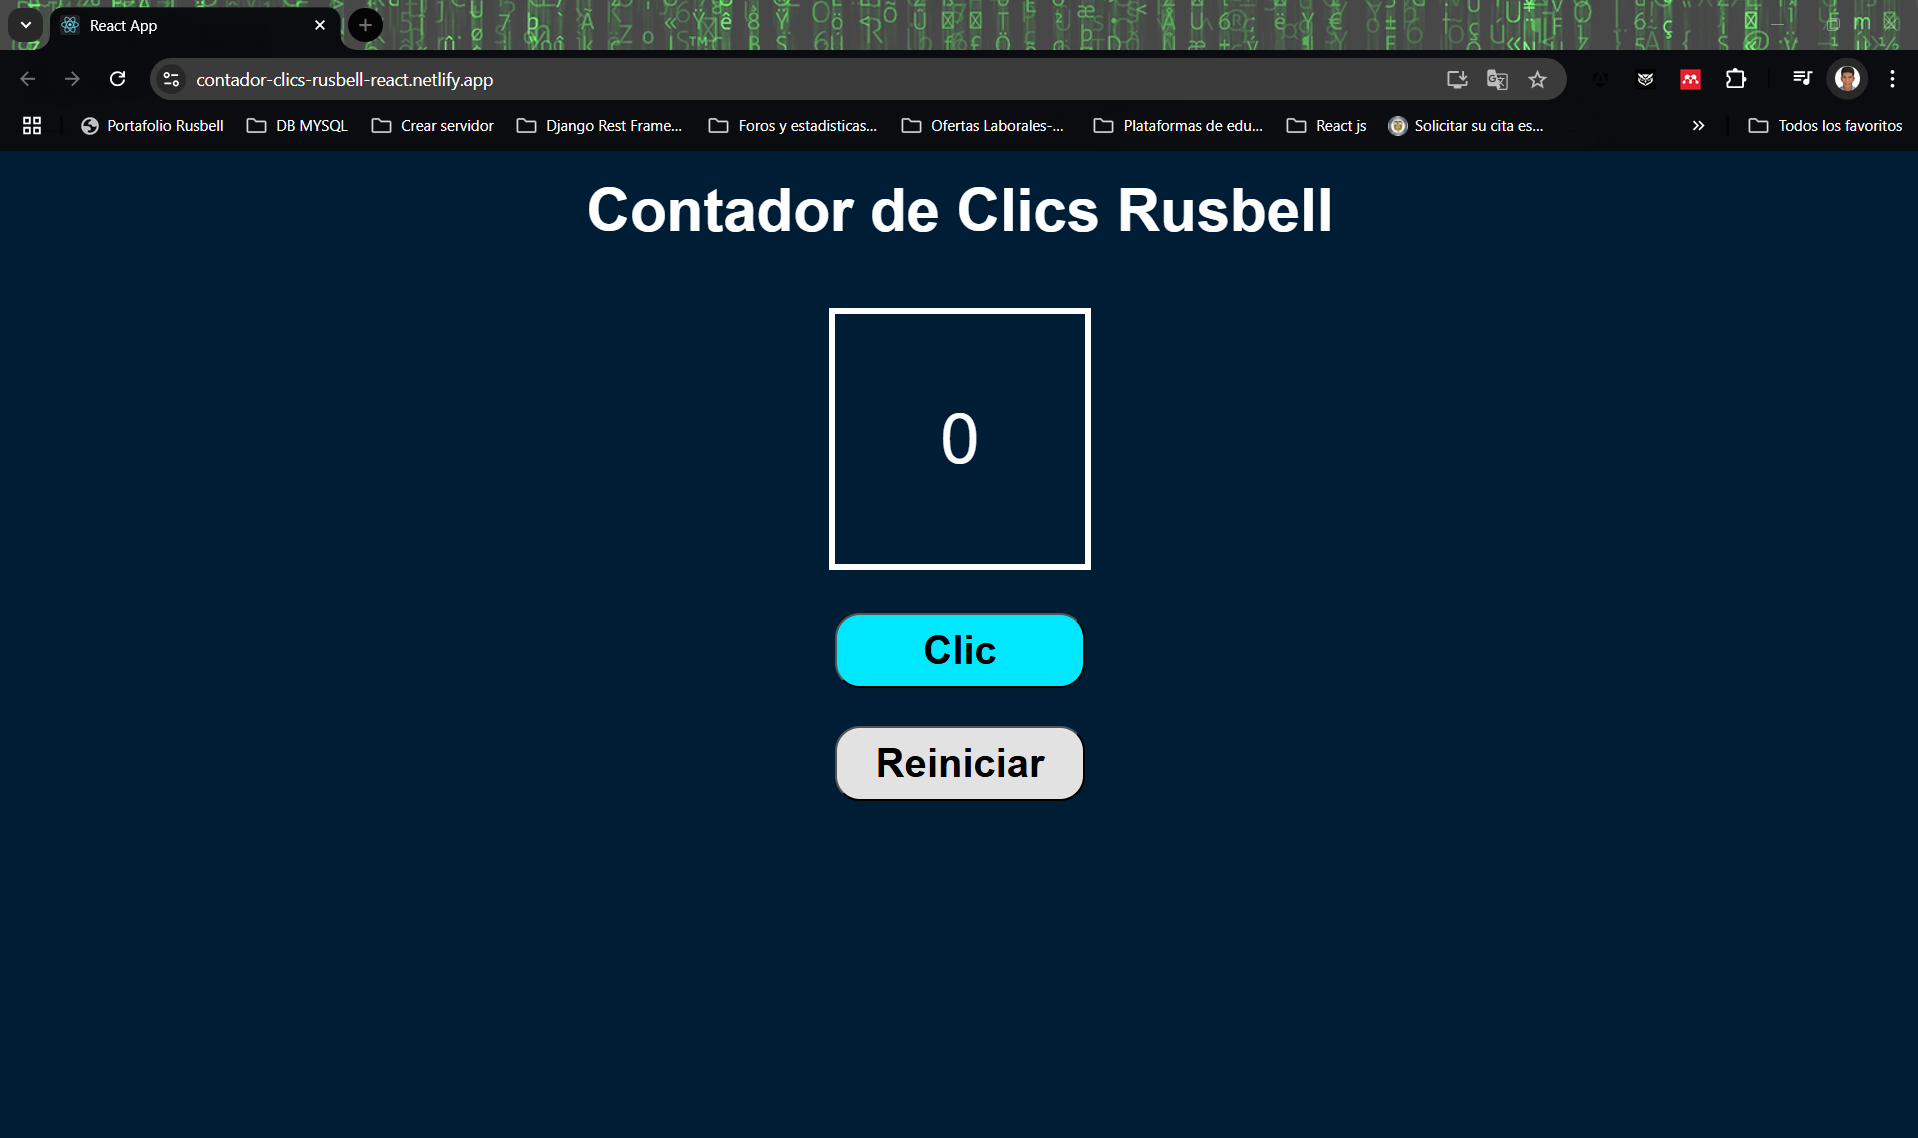 React App
contador-clics-rusbell-react.netlify.app
Portafolio Rusbell DB MYSQL Crear servidor Django Rest Frame... Foros y estadisticas... Ofertas Laborales-... Plataformas de edu... React js Solicitar su cita es... Todos los favoritos
Contador de Clics Rusbell
0
Clic
Reiniciar